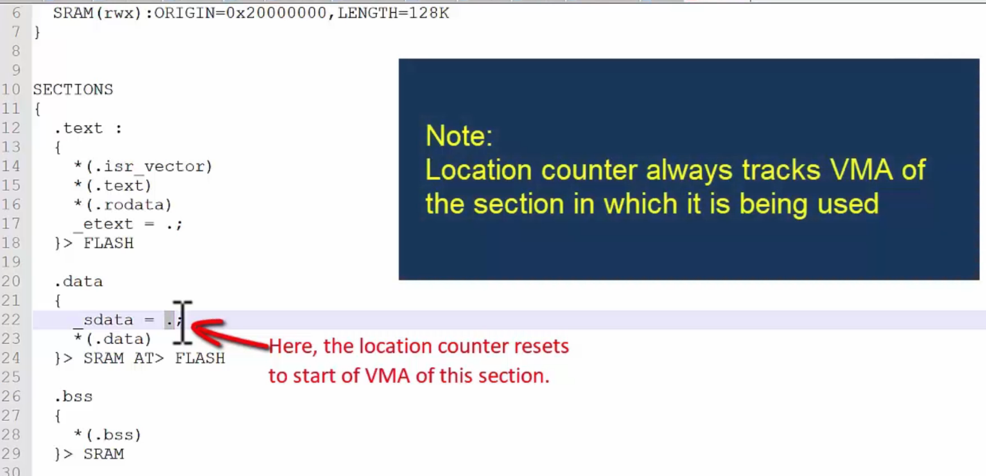 6 SRAM(rwx):ORIGIN=0x20000000,LENGTH=128K
7 }
8
9
10 SECTIONS
11 {
12 .text :
13 {
14 *(.isr_vector)
15 *(.text)
16 *(.rodata)
17 _etext = .;
18 }> FLASH
19
20 .data
21 {
22 _sdata = .;
23 *(.data)
24 }> SRAM AT> FLASH
25
26 .bss
27 {
28 *(.bss)
29 }> SRAM
30
Note:
Location counter always tracks VMA of
the section in which it is being used
Here, the location counter resets
to start of VMA of this section.